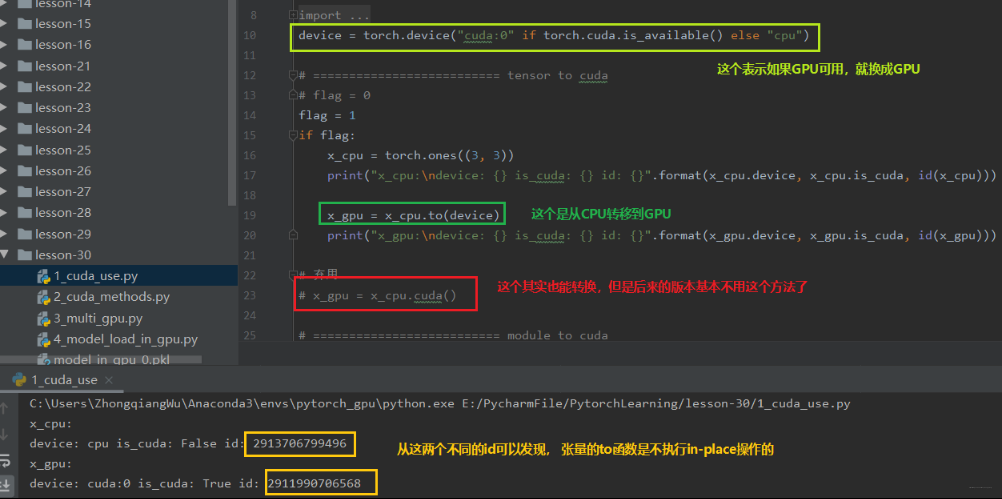 lesson-14
lesson-15
lesson-16
lesson-21
lesson-22
lesson-23
lesson-24
lesson-25
lesson-26
lesson-27
lesson-28
lesson-29
lesson-30
1_cuda_use.py
2_cuda_methods.py
3_multi_gpu.py
4_model_load_in_gpu.py
model_in_gpu_0.pkl
8 import ...
10 device = torch.device("cuda:0" if torch.cuda.is_available() else "cpu")
11
这个表示如果GPU可用，就换成GPU
12 # ========================== tensor to cuda
13 # flag = 0
14 flag = 1
15 if flag:
16 x_cpu = torch.ones((3, 3))
17 print("x_cpu:\ndevice: {} is_cuda: {} id: {}".format(x_cpu.device, x_cpu.is_cuda, id(x_cpu)))
18
19 x_gpu = x_cpu.to(device) 这个是从CPU转移到GPU
20 print("x_gpu:\ndevice: {} is_cuda: {} id: {}".format(x_gpu.device, x_gpu.is_cuda, id(x_gpu)))
21
22 # 弃用
23 # x_gpu = x_cpu.cuda() 这个其实也能转换，但是后来的版本基本不用这个方法了
24
25 # ========================== module to cuda
1_cuda_use ×
C:\Users\ZhongqiangWu\Anaconda3\envs\pytorch_gpu\python.exe E:/PycharmFile/PytorchLearning/lesson-30/1_cuda_use.py
x_cpu:
device: cpu is_cuda: False id: 2913706799496
从这两个不同的id可以发现， 张量的to函数是不执行in-place操作的
x_gpu:
device: cuda:0 is_cuda: True id: 2911990706568